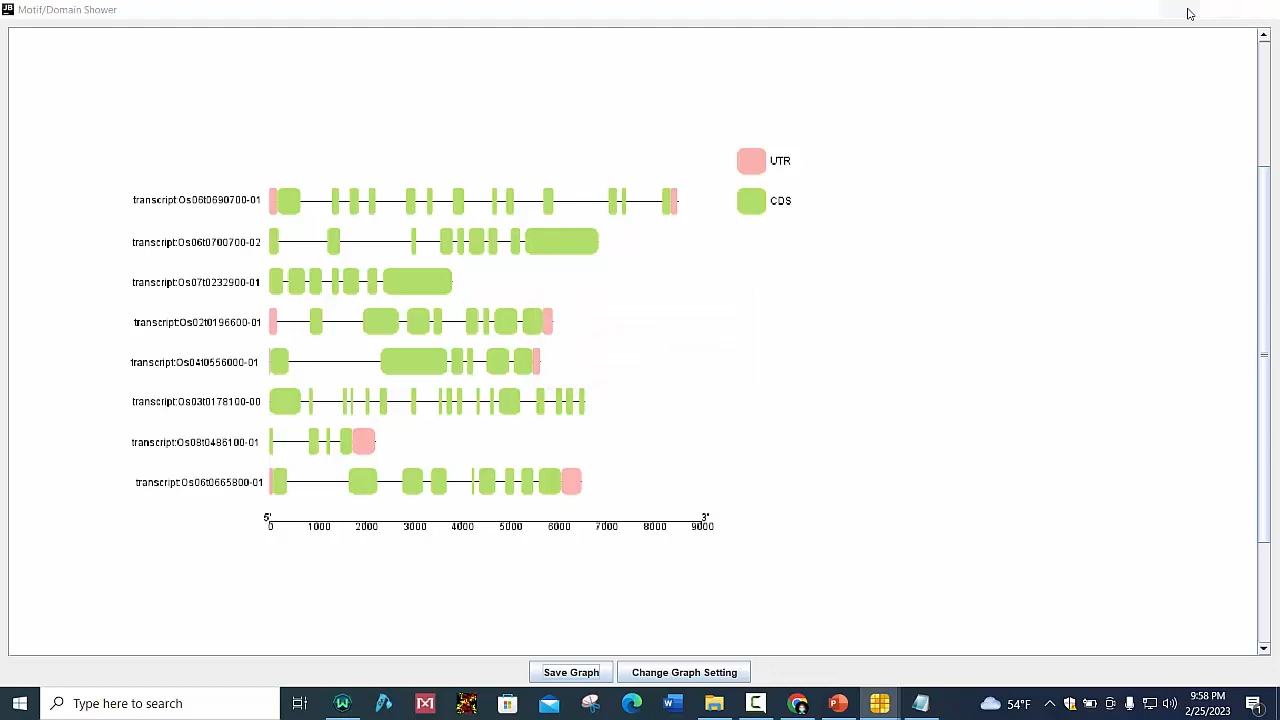 JB Motif/Domain Shower
UTR
transcript:Os06t0690700-01
CDS
transcript:Os06t0700700-02
transcript:Os07t0232900-01
transcript:Os02t0196600-01
transcript:Os04t0556000-01
transcript:Os03t0178100-00
transcript:Os08t0486100-01
transcript:Os06t0665800-01
5' 3'
0 1000 2000 3000 4000 5000 6000 7000 8000 9000
Save Graph Change Graph Setting
Type here to search
54°F
9:58 PM
2/25/2023